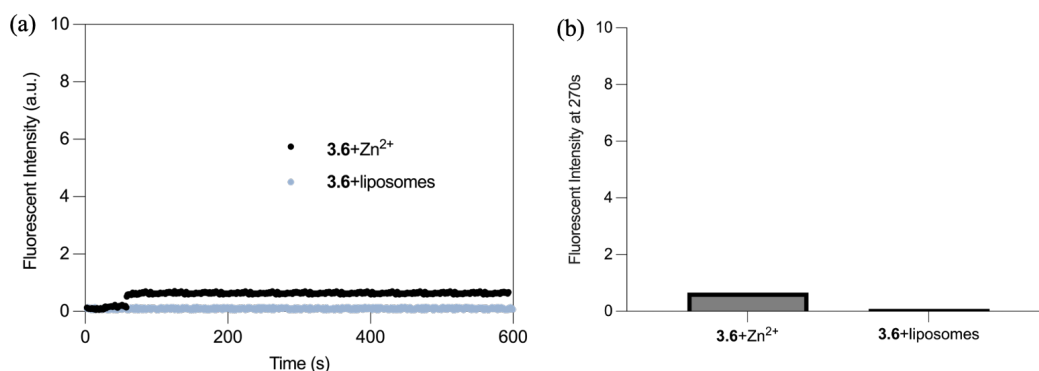 (a)
10
8
6
4
2
0
Fluorescent Intensity (a.u.)
3.6+Zn²⁺
3.6+liposomes
0
200
400
600
Time (s)
(b)
10
8
6
4
2
0
Fluorescent Intensity at 270s
3.6+Zn²⁺
3.6+liposomes